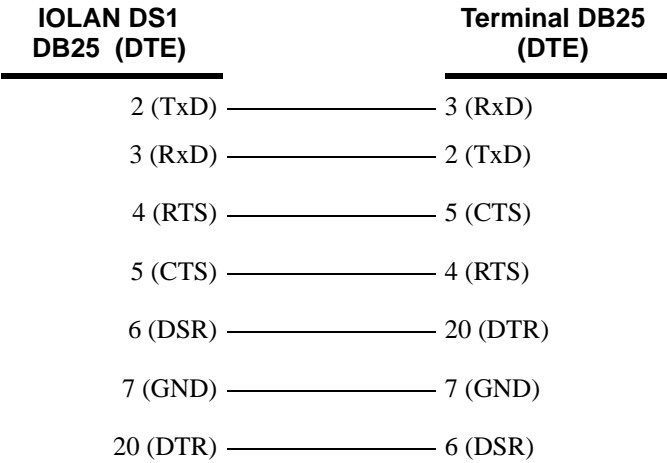 IOLAN DS1 Terminal DB25
DB25 (DTE) (DTE)
2 (TxD) 3 (RxD)
3 (RxD) 2 (TxD)
4 (RTS) 5 (CTS)
5 (CTS) 4 (RTS)
6 (DSR) 20 (DTR)
7 (GND) 7 (GND)
20 (DTR) 6 (DSR)